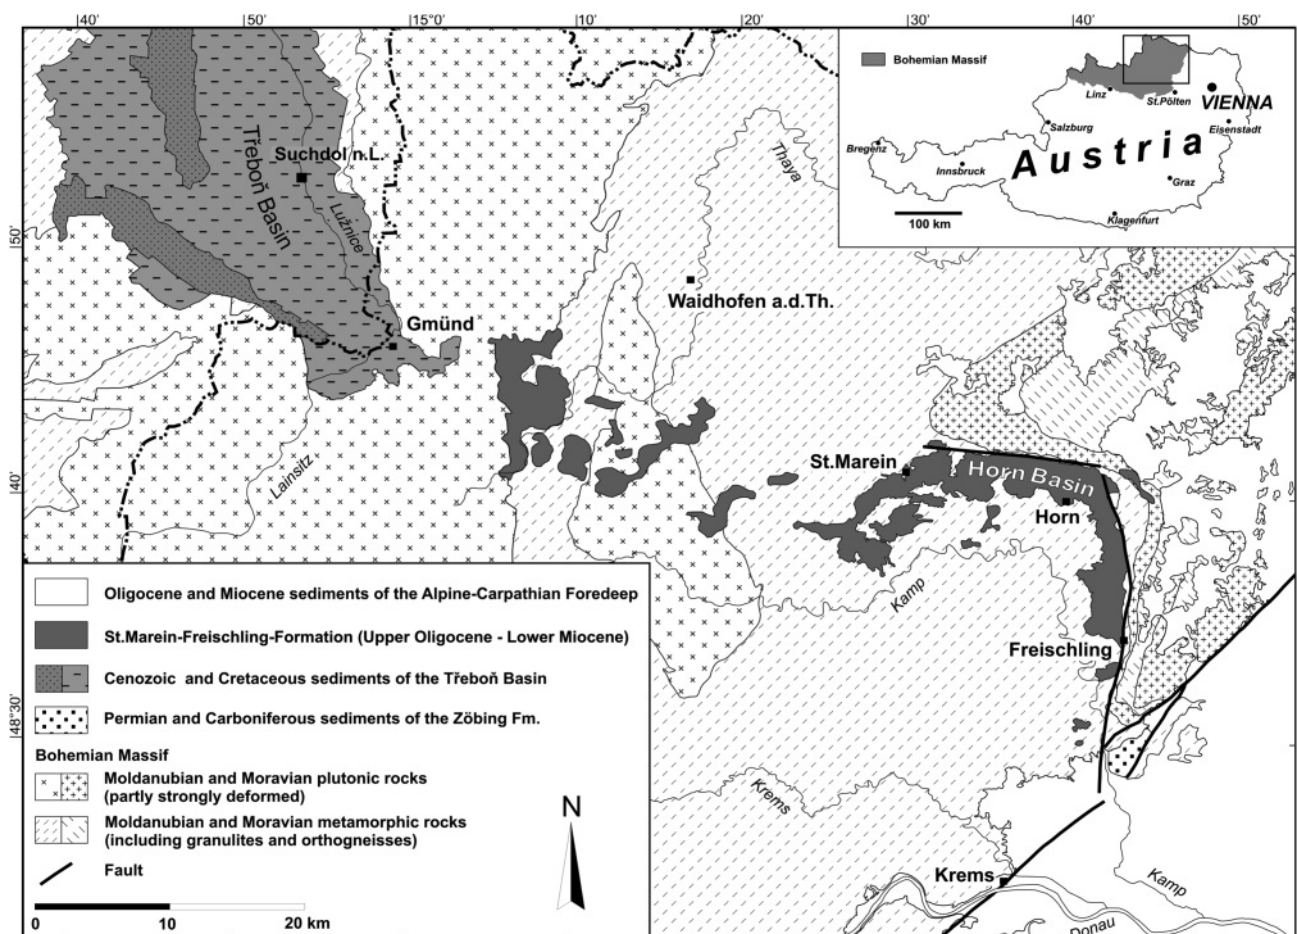 40' 50' 15°0' 10' 20' 30' 40' 50'
Bohemian Massif
Linz
St.Pölten
VIENNA
Salzburg
Eisenstadt
Bregenz
Austria
Innsbruck
Graz
Klagenfurt
100 km
Třeboň Basin
Suchdol n.L.
Lužnice
Thaya
50'
Waidhofen a.d.Th.
Gmünd
St.Marein
Horn Basin
40'
Lainsitz
Horn
Kamp
Freischling
48°30'
Krems
Krems
Kamp
Donau
Oligocene and Miocene sediments of the Alpine-Carpathian Foredeep
St.Marein-Freischling-Formation (Upper Oligocene - Lower Miocene)
Cenozoic and Cretaceous sediments of the Třeboň Basin
Permian and Carboniferous sediments of the Zöbing Fm.
Bohemian Massif
Moldanubian and Moravian plutonic rocks
(partly strongly deformed)
Moldanubian and Moravian metamorphic rocks
(including granulites and orthogneisses)
Fault
N
0 10 20 km